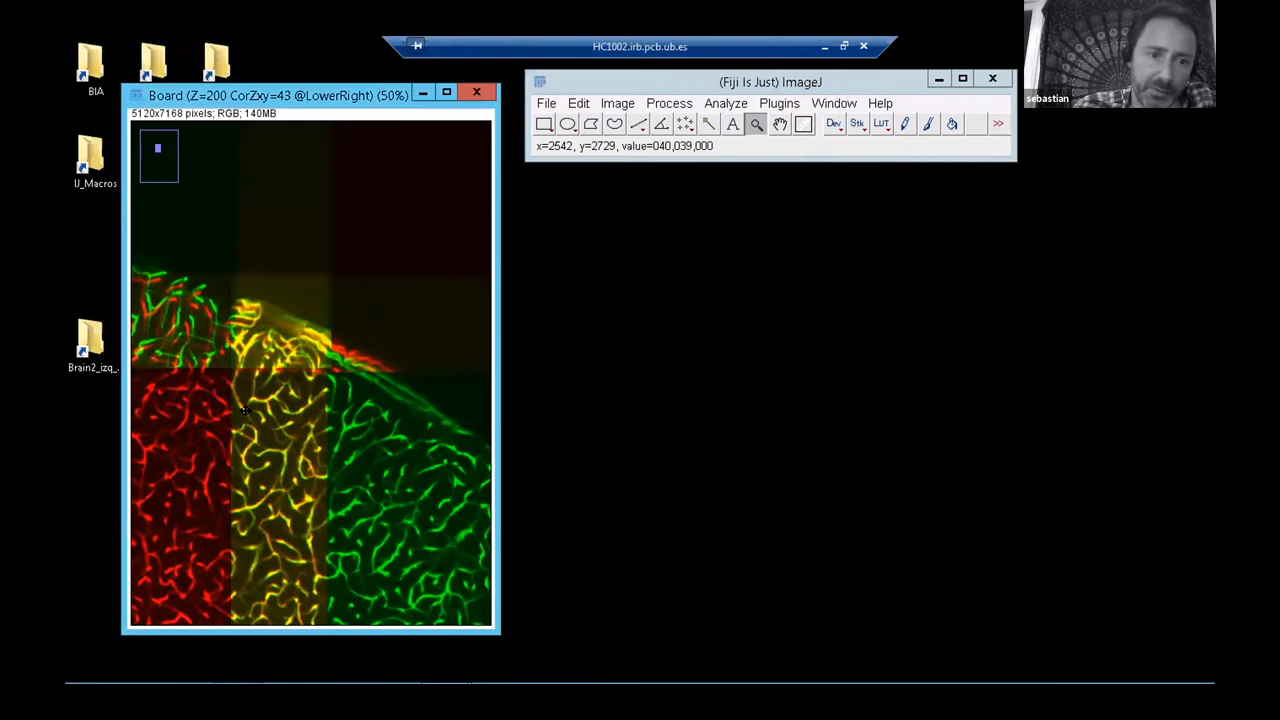 HC1002.irb.pcb.ub.es
sebastian
BIA
IJ_Macros
Brain2_izq_.
Board (Z=200 CorZxy=43 @LowerRight) (50%)
5120x7168 pixels; RGB; 140MB
(Fiji Is Just) ImageJ
File Edit Image Process Analyze Plugins Window Help
A Dev Stk LUT >>
x=2542, y=2729, value=040,039,000